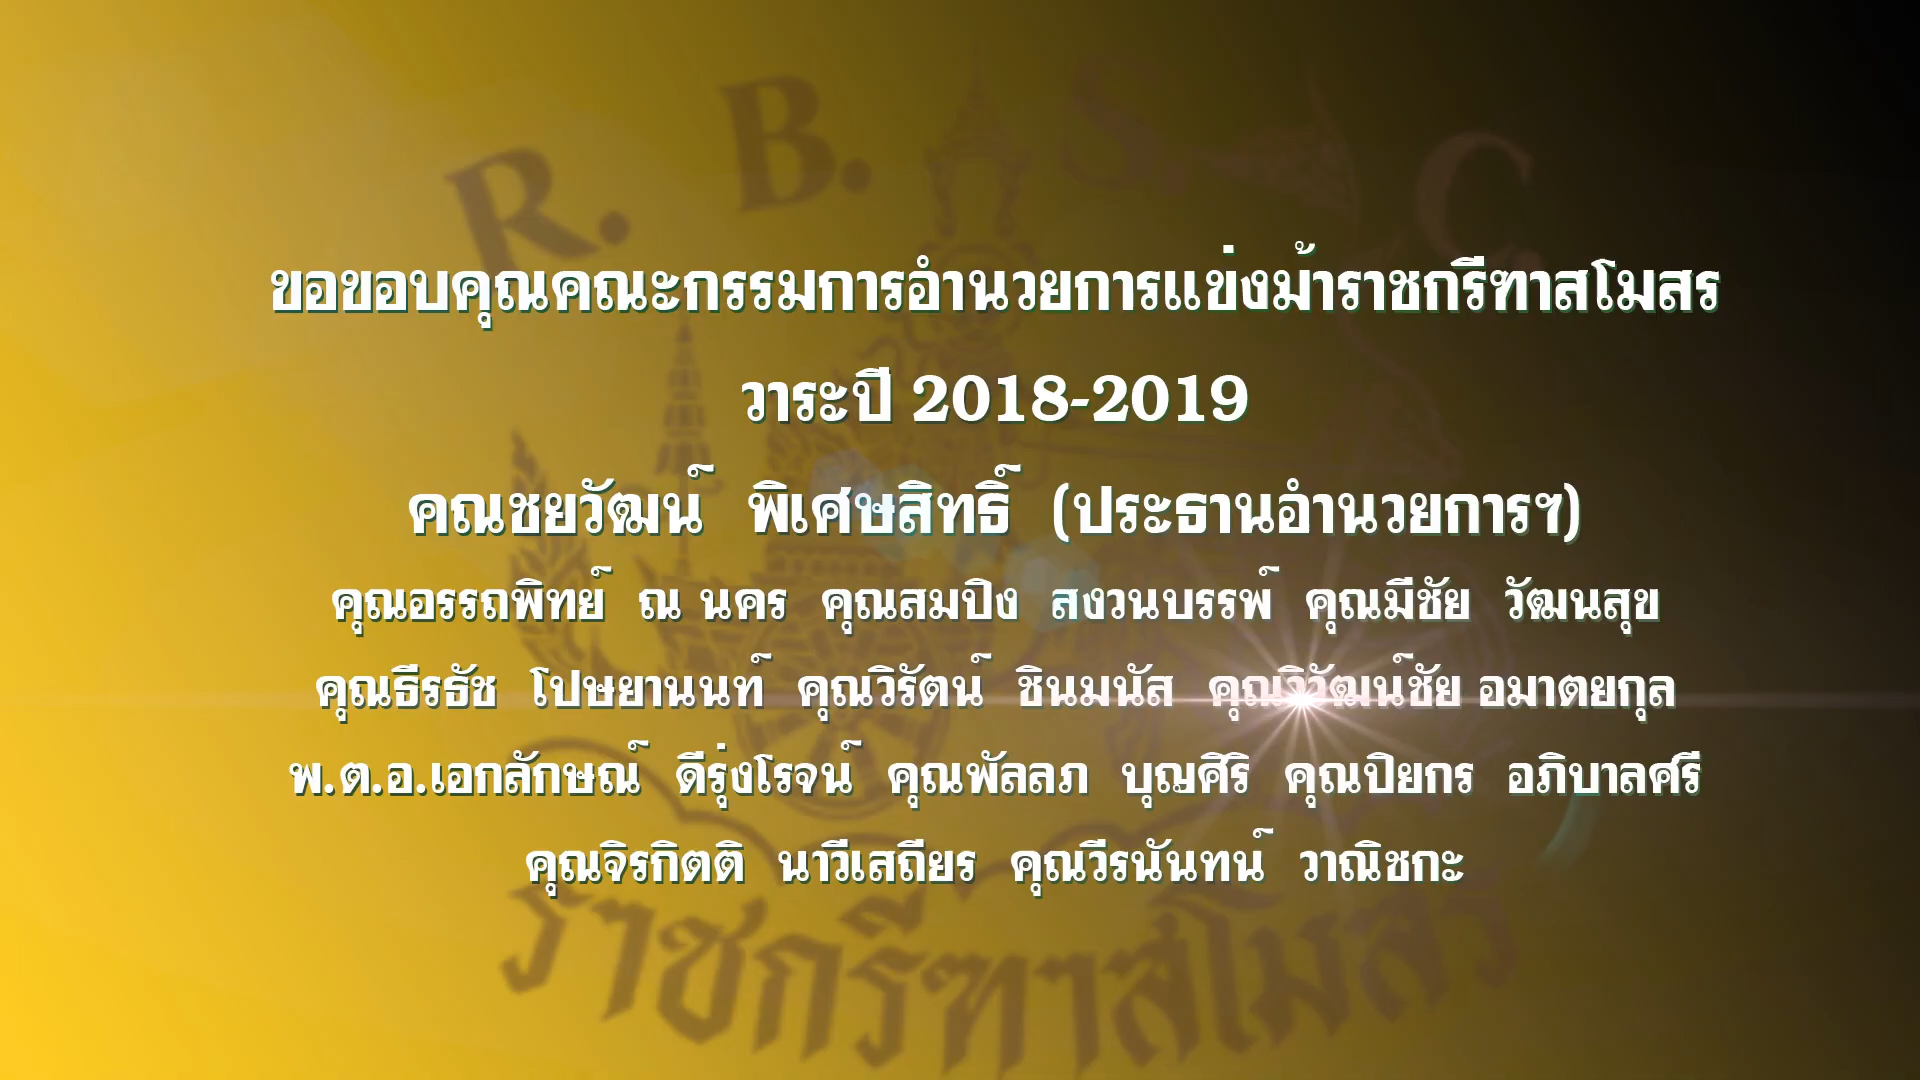 R. B. S. C.
ขอขอบคุณคณะกรรมการอำนวยการแข่งม้าราชกรีฑาสโมสร
วาระปี 2018-2019
คณชยวัฒน์ พิเศษสิทธิ์ (ประธานอำนวยการฯ)
คุณอรรถพิทย์ ณ นคร คุณสมปิง สงวนบรรพ์ คุณมีชัย วัฒนสุข
คุณธีรธัช โปษยานนท์ คุณวิรัตน์ ชินมนัส คุณวิวัฒน์ชัย อมาตยกุล
พ.ต.อ.เอกลักษณ์ ดีรุ่งโรจน์ คุณพัลลภ บุญศิริ คุณปิยกร อภิบาลศรี
คุณจิรกิตติ นาวีเสถียร คุณวีรนันทน์ วาณิชกะ
ราชกรีฑาสโมสร